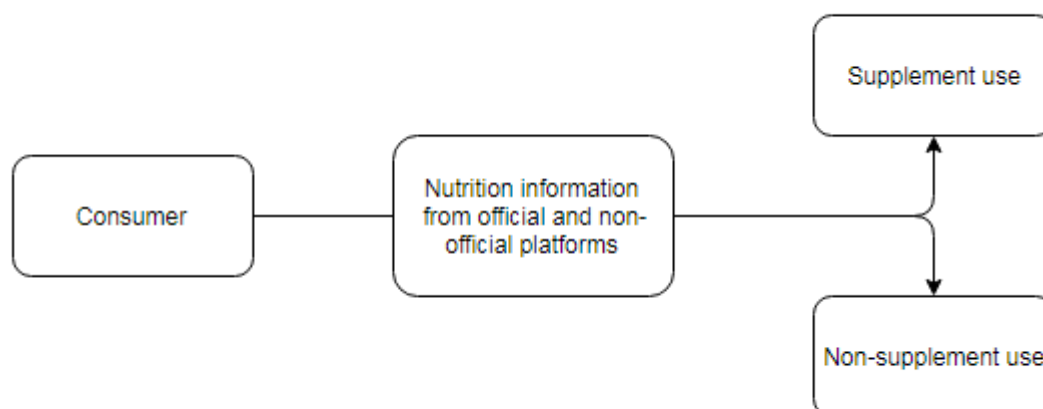 Supplement use
Consumer
Nutrition information
from official and non-
official platforms
Non-supplement use